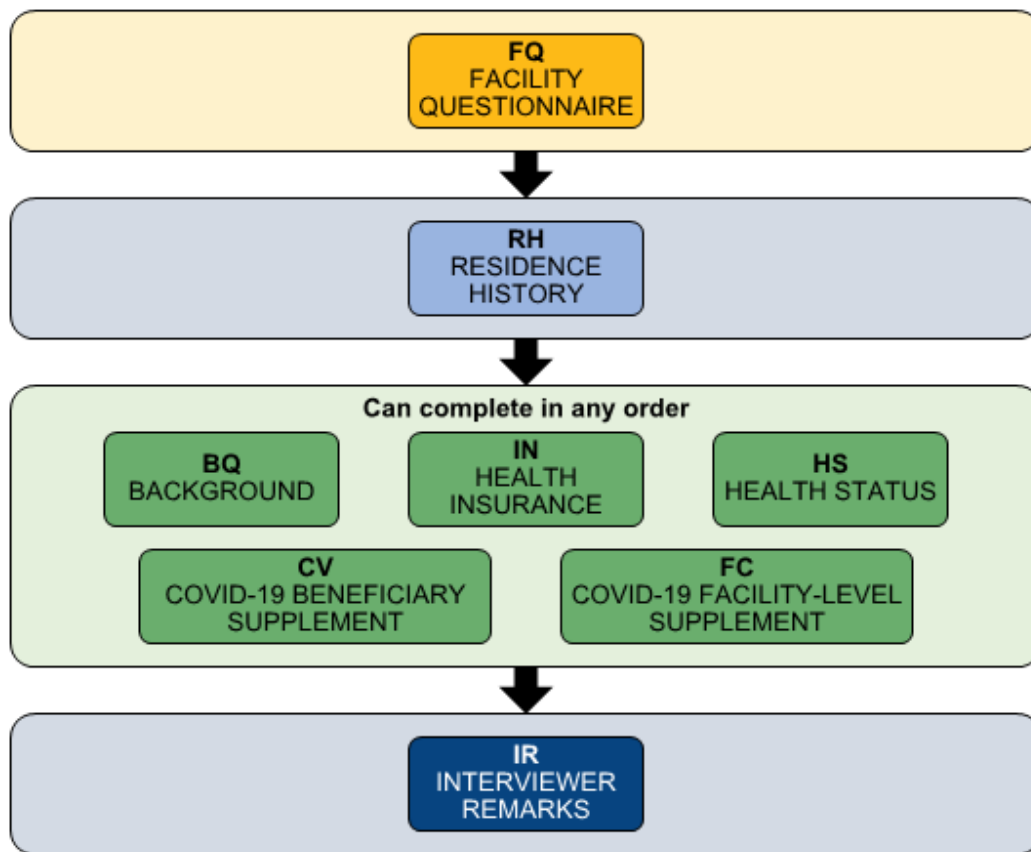 FQ
FACILITY
QUESTIONNAIRE
RH
RESIDENCE
HISTORY
Can complete in any order
BQ
BACKGROUND
IN
HEALTH
INSURANCE
HS
HEALTH STATUS
CV
COVID-19 BENEFICIARY
SUPPLEMENT
FC
COVID-19 FACILITY-LEVEL
SUPPLEMENT
IR
INTERVIEWER
REMARKS